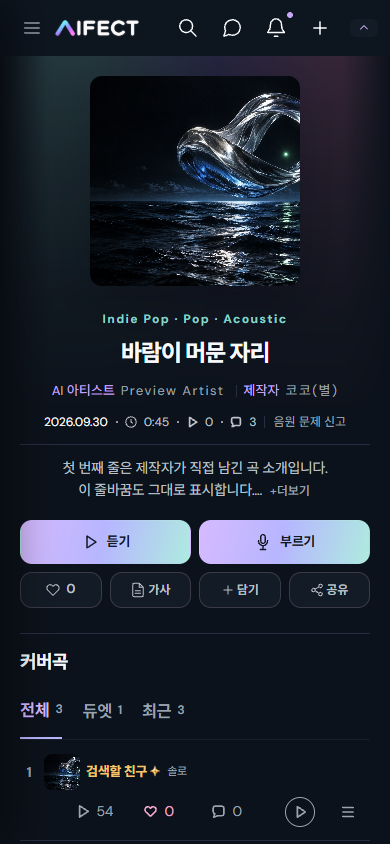 AIFECT
Indie Pop · Pop · Acoustic
바람이 머문 자리
AI 아티스트 Preview Artist | 제작자 코코(별)
2026.09.30 · 0:45 · 0 · 3 | 음원 문제 신고
첫 번째 줄은 제작자가 직접 남긴 곡 소개입니다.
이 줄바꿈도 그대로 표시합니다.... +더보기
듣기 부르기
0 가사 담기 공유
커버곡
전체 3 듀엣 1 최근 3
1 검색할 친구 솔로
54 0 0